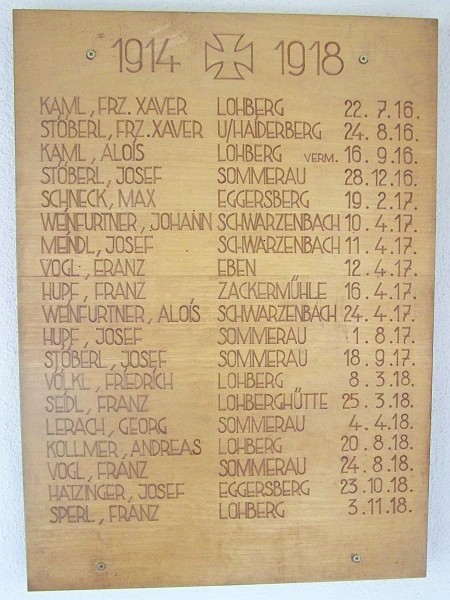 1914 1918
KAML, FRZ. XAVER LOHBERG 22.7.16.
STÖBERL, FRZ. XAVER U/HAIDERBERG 24.8.16.
KAML, ALOIS LOHBERG VERM. 16.9.16.
STÖBERL, JOSEF SOMMERAU 28.12.16.
SCHNECK, MAX EGGERSBERG 19.2.17.
WEINFURTNER, JOHANN SCHWARZENBACH 10.4.17.
MEINDL, JOSEF SCHWARZENBACH 11.4.17.
VOGL, FRANZ EBEN 12.4.17.
HUPF, FRANZ ZACKERMÜHLE 16.4.17.
WEINFURTNER, ALOIS SCHWARZENBACH 24.4.17.
HUPF, JOSEF SOMMERAU 1.8.17.
STÖBERL, JOSEF SOMMERAU 18.9.17.
VÖLKL, FRIEDRICH LOHBERG 8.3.18.
SEIDL, FRANZ LOHBERGHÜTTE 25.3.18.
LERACH, GEORG SOMMERAU 4.4.18.
KOLLMER, ANDREAS LOHBERG 20.8.18.
VOGL, FRANZ SOMMERAU 24.8.18.
HATZINGER, JOSEF EGGERSBERG 23.10.18.
SPERL, FRANZ LOHBERG 3.11.18.